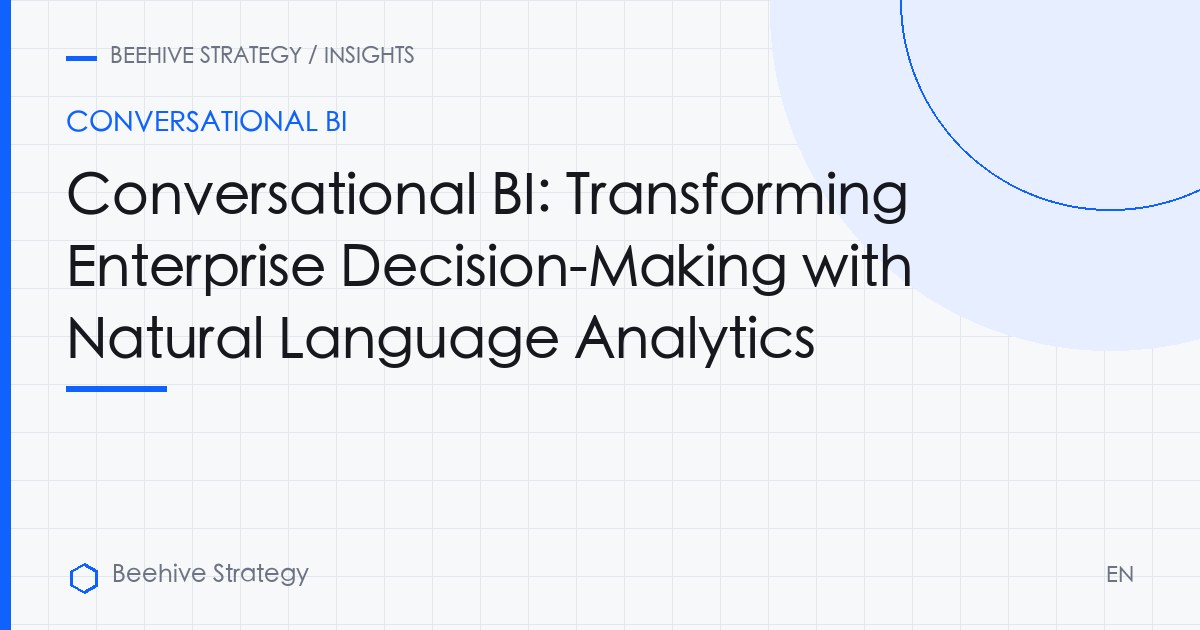 BEEHIVE STRATEGY / INSIGHTS
CONVERSATIONAL BI
Conversational BI: Transforming
Enterprise Decision-Making with
Natural Language Analytics
Beehive Strategy
EN